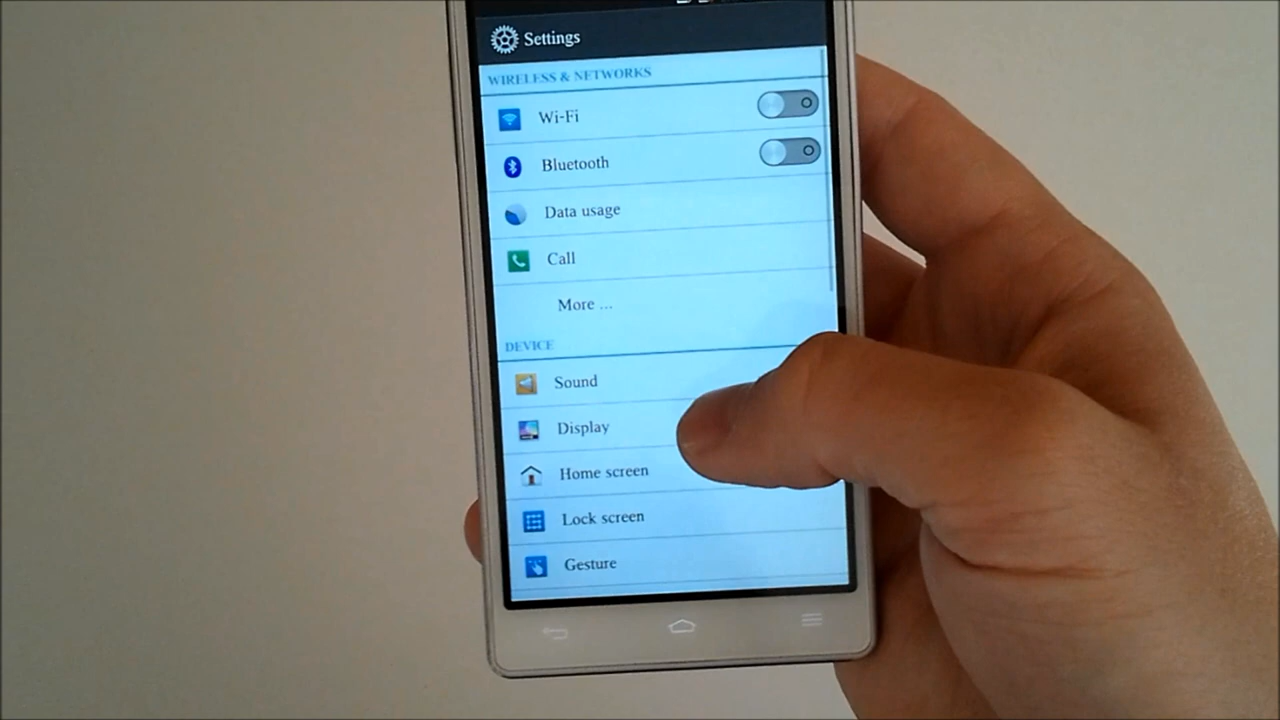 Settings
WIRELESS & NETWORKS
Wi-Fi
Bluetooth
Data usage
Call
More ...
DEVICE
Sound
Display
Home screen
Lock screen
Gesture